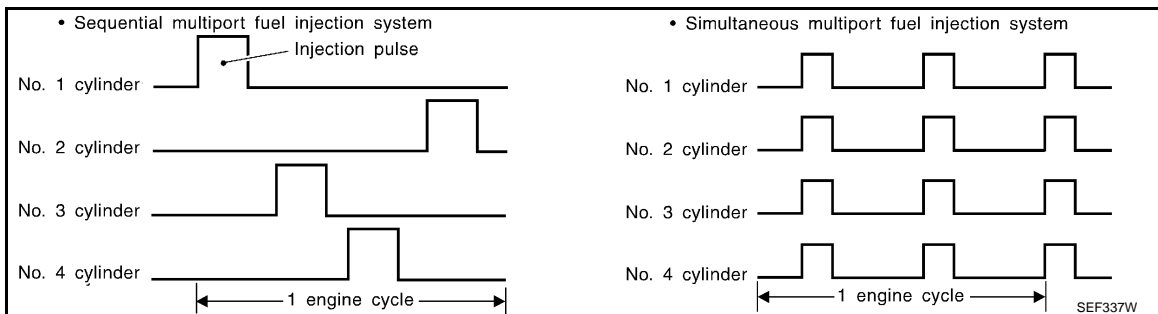 • Sequential multiport fuel injection system
Injection pulse
No. 1 cylinder
No. 2 cylinder
No. 3 cylinder
No. 4 cylinder
1 engine cycle
• Simultaneous multiport fuel injection system
No. 1 cylinder
No. 2 cylinder
No. 3 cylinder
No. 4 cylinder
1 engine cycle
SEF337W